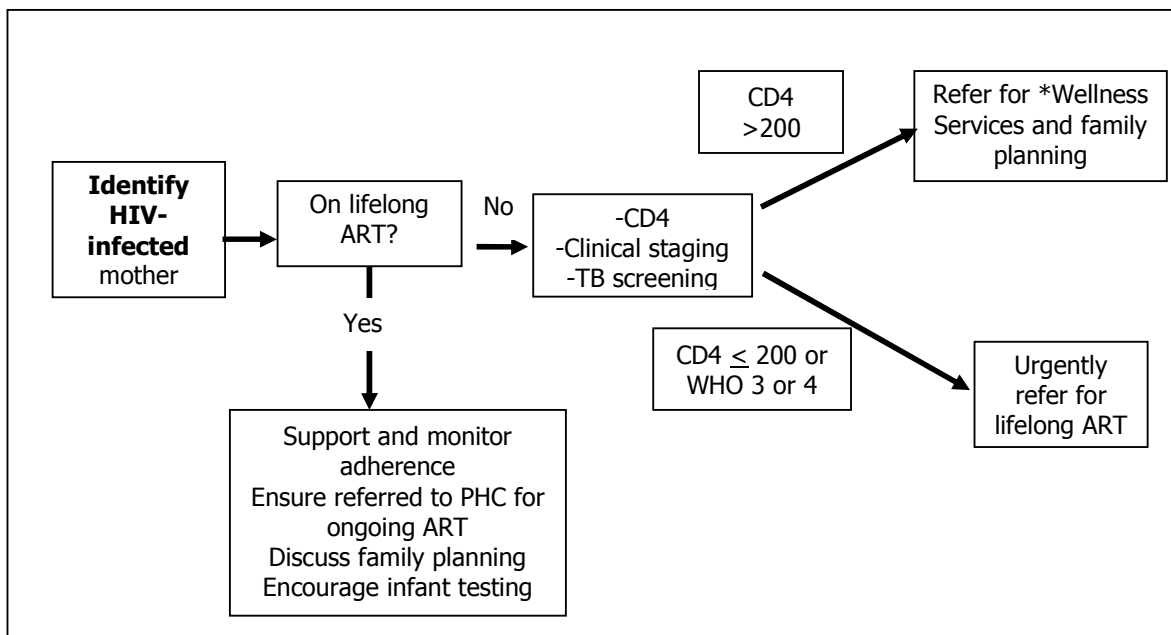 Identify
HIV-
infected
mother
On lifelong
ART?
No
Yes
-CD4
-Clinical staging
-TB screening
CD4
>200
Refer for *Wellness
Services and family
planning
CD4 ≤ 200 or
WHO 3 or 4
Urgently
refer for
lifelong ART
Support and monitor
adherence
Ensure referred to PHC for
ongoing ART
Discuss family planning
Encourage infant testing